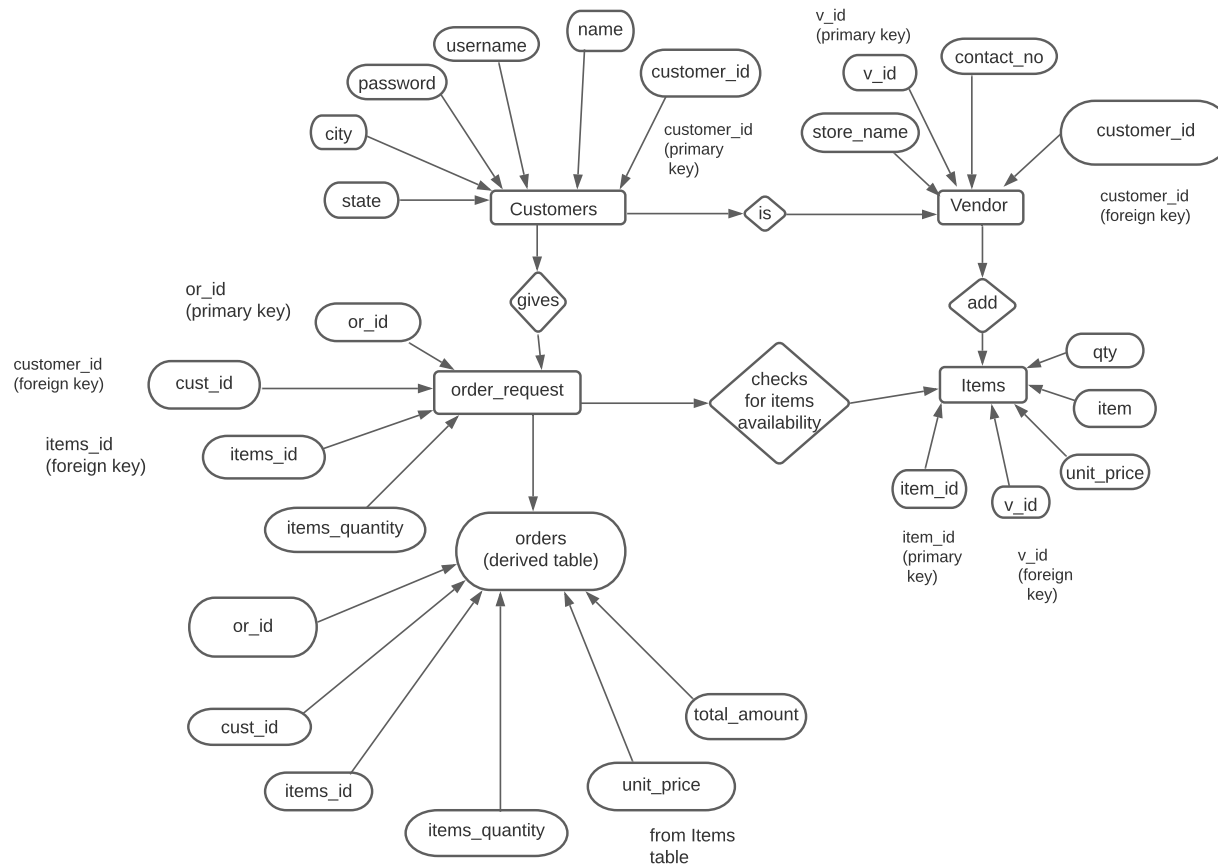 name
v_id
(primary key)
username
contact_no
customer_id
v_id
password
customer_id
store_name
city
customer_id
(primary
key)
state
Customers
is
Vendor
customer_id
(foreign key)
or_id
(primary key)
gives
add
or_id
customer_id
(foreign key)
cust_id
order_request
checks
for items
availability
Items
qty
item
items_id
(foreign key)
items_id
unit_price
item_id
v_id
items_quantity
orders
(derived table)
item_id
(primary
key)
v_id
(foreign
key)
or_id
cust_id
total_amount
items_id
unit_price
items_quantity
from Items
table